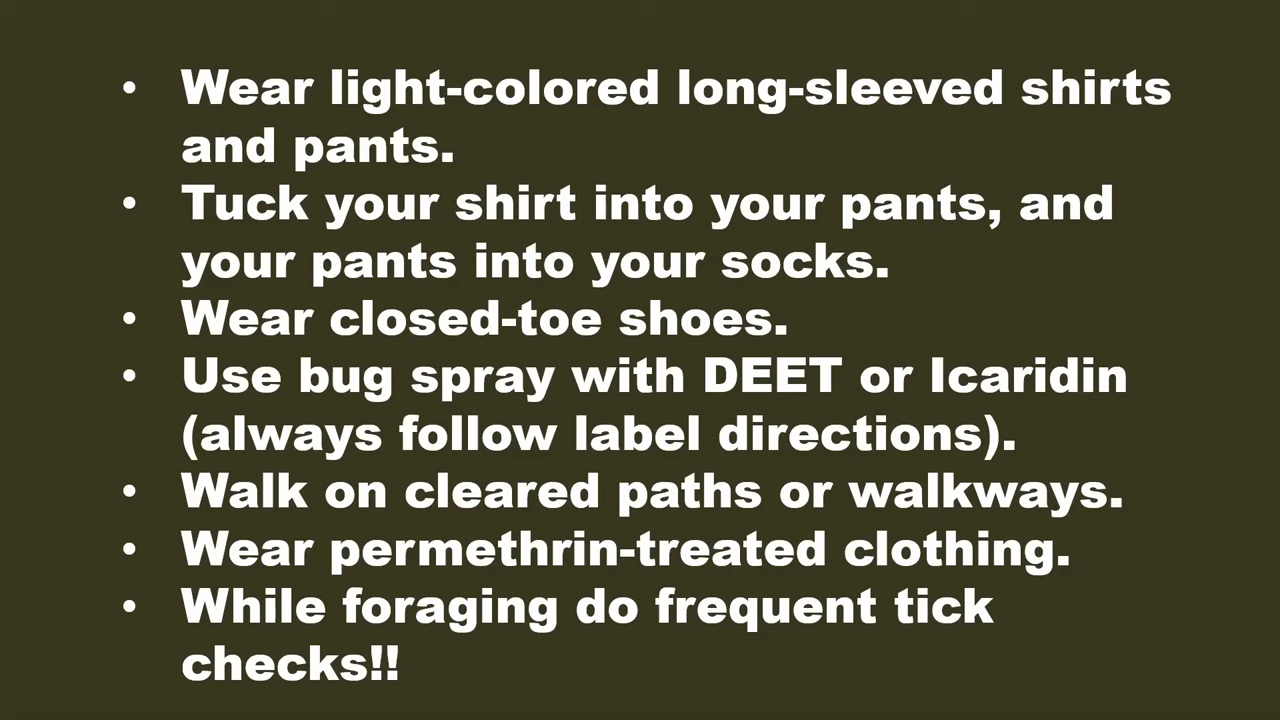 • Wear light-colored long-sleeved shirts
and pants.
• Tuck your shirt into your pants, and
your pants into your socks.
• Wear closed-toe shoes.
• Use bug spray with DEET or Icaridin
(always follow label directions).
• Walk on cleared paths or walkways.
• Wear permethrin-treated clothing.
• While foraging do frequent tick
checks!!